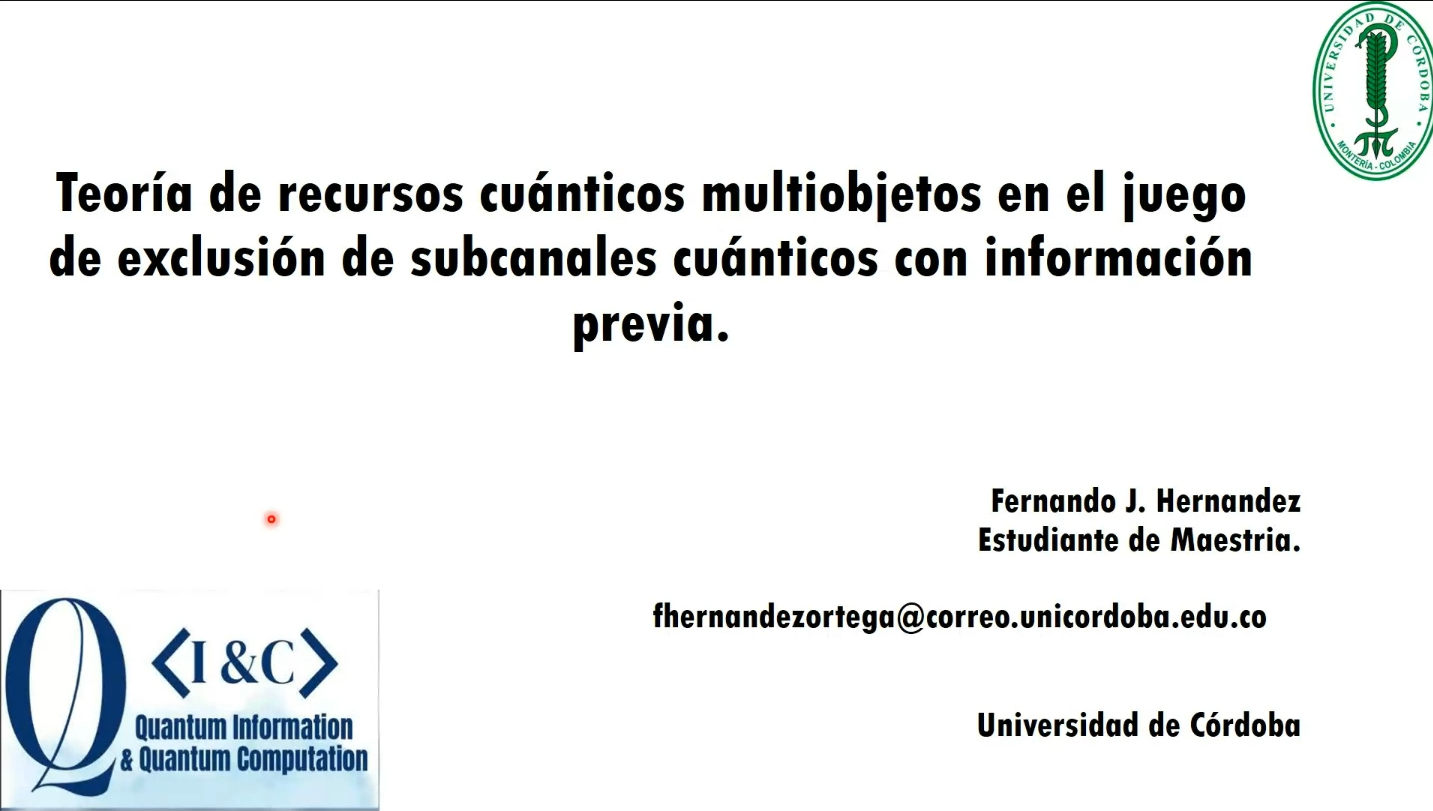 UNIVERSIDAD DE CÓRDOBA
MONTERÍA - COLOMBIA
Teoría de recursos cuánticos multiobjetos en el juego
de exclusión de subcanales cuánticos con información
previa.
Fernando J. Hernandez
Estudiante de Maestria.
fhernandezortega@correo.unicordoba.edu.co
Q <I &C>
Quantum Information
& Quantum Computation
Universidad de Córdoba